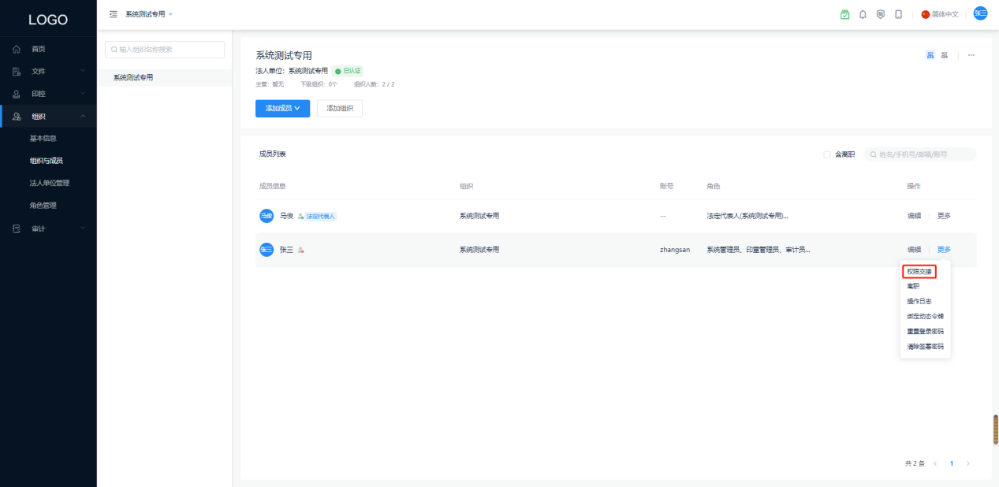 LOGO
系统测试专用
简体中文
张三
首页
文件
印控
组织
基本信息
组织与成员
法人单位管理
角色管理
审计
输入组织名称搜索
系统测试专用
系统测试专用
法人单位：系统测试专用 已认证
主管：暂无 下级组织：0个 组织人数：2 / 2
添加成员 添加组织
成员列表 含离职 姓名/手机号/邮箱/账号
成员信息 组织 账号 角色 操作
马俊 马俊 法定代表人 系统测试专用 -- 法定代表人(系统测试专用)... 编辑 更多
张三 张三 系统测试专用 zhangsan 系统管理员、印章管理员、审计员... 编辑 更多
权限交接
离职
操作日志
绑定动态令牌
重置登录密码
清除签署密码
共 2 条 1